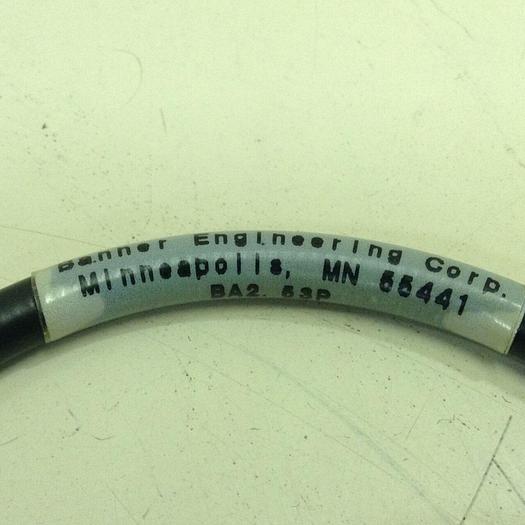 Banner Engineering Corp.
Minneapolis, MN 55441
BA2.53P